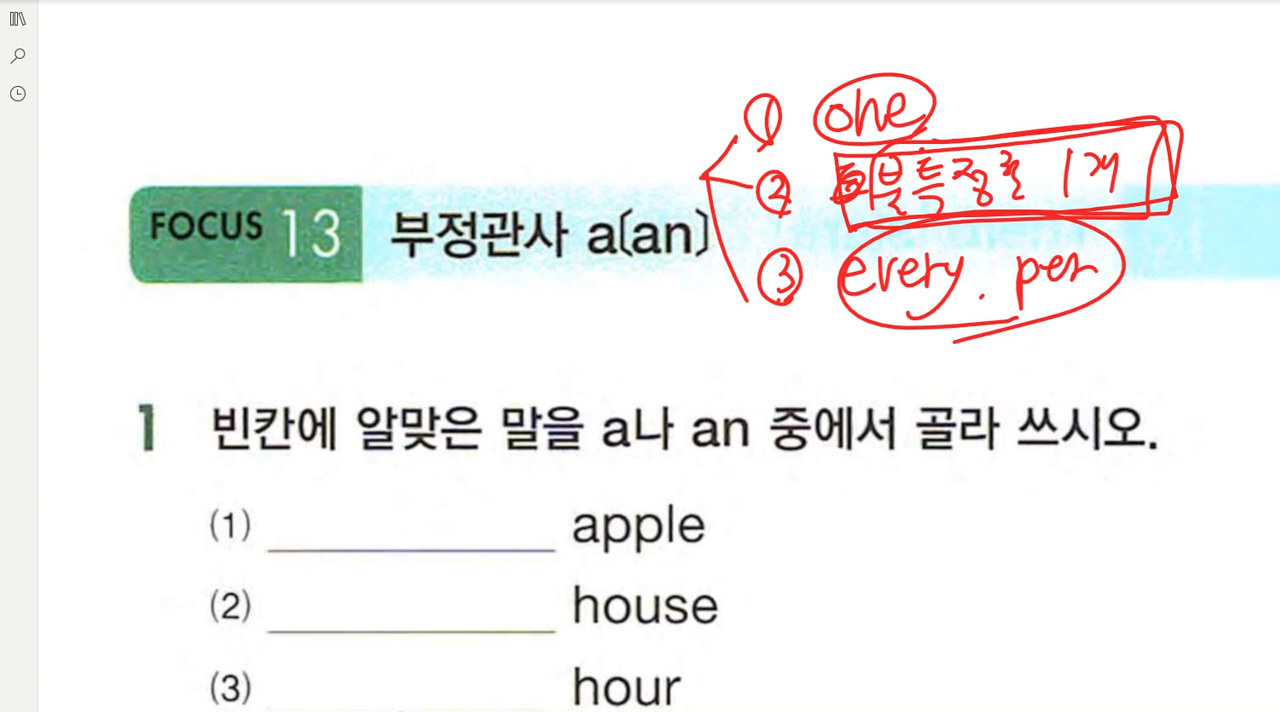 ① one
② 불특정한 1개
③ every. per
FOCUS 13 부정관사 a(an)
1 빈칸에 알맞은 말을 a나 an 중에서 골라 쓰시오.
(1) apple
(2) house
(3) hour